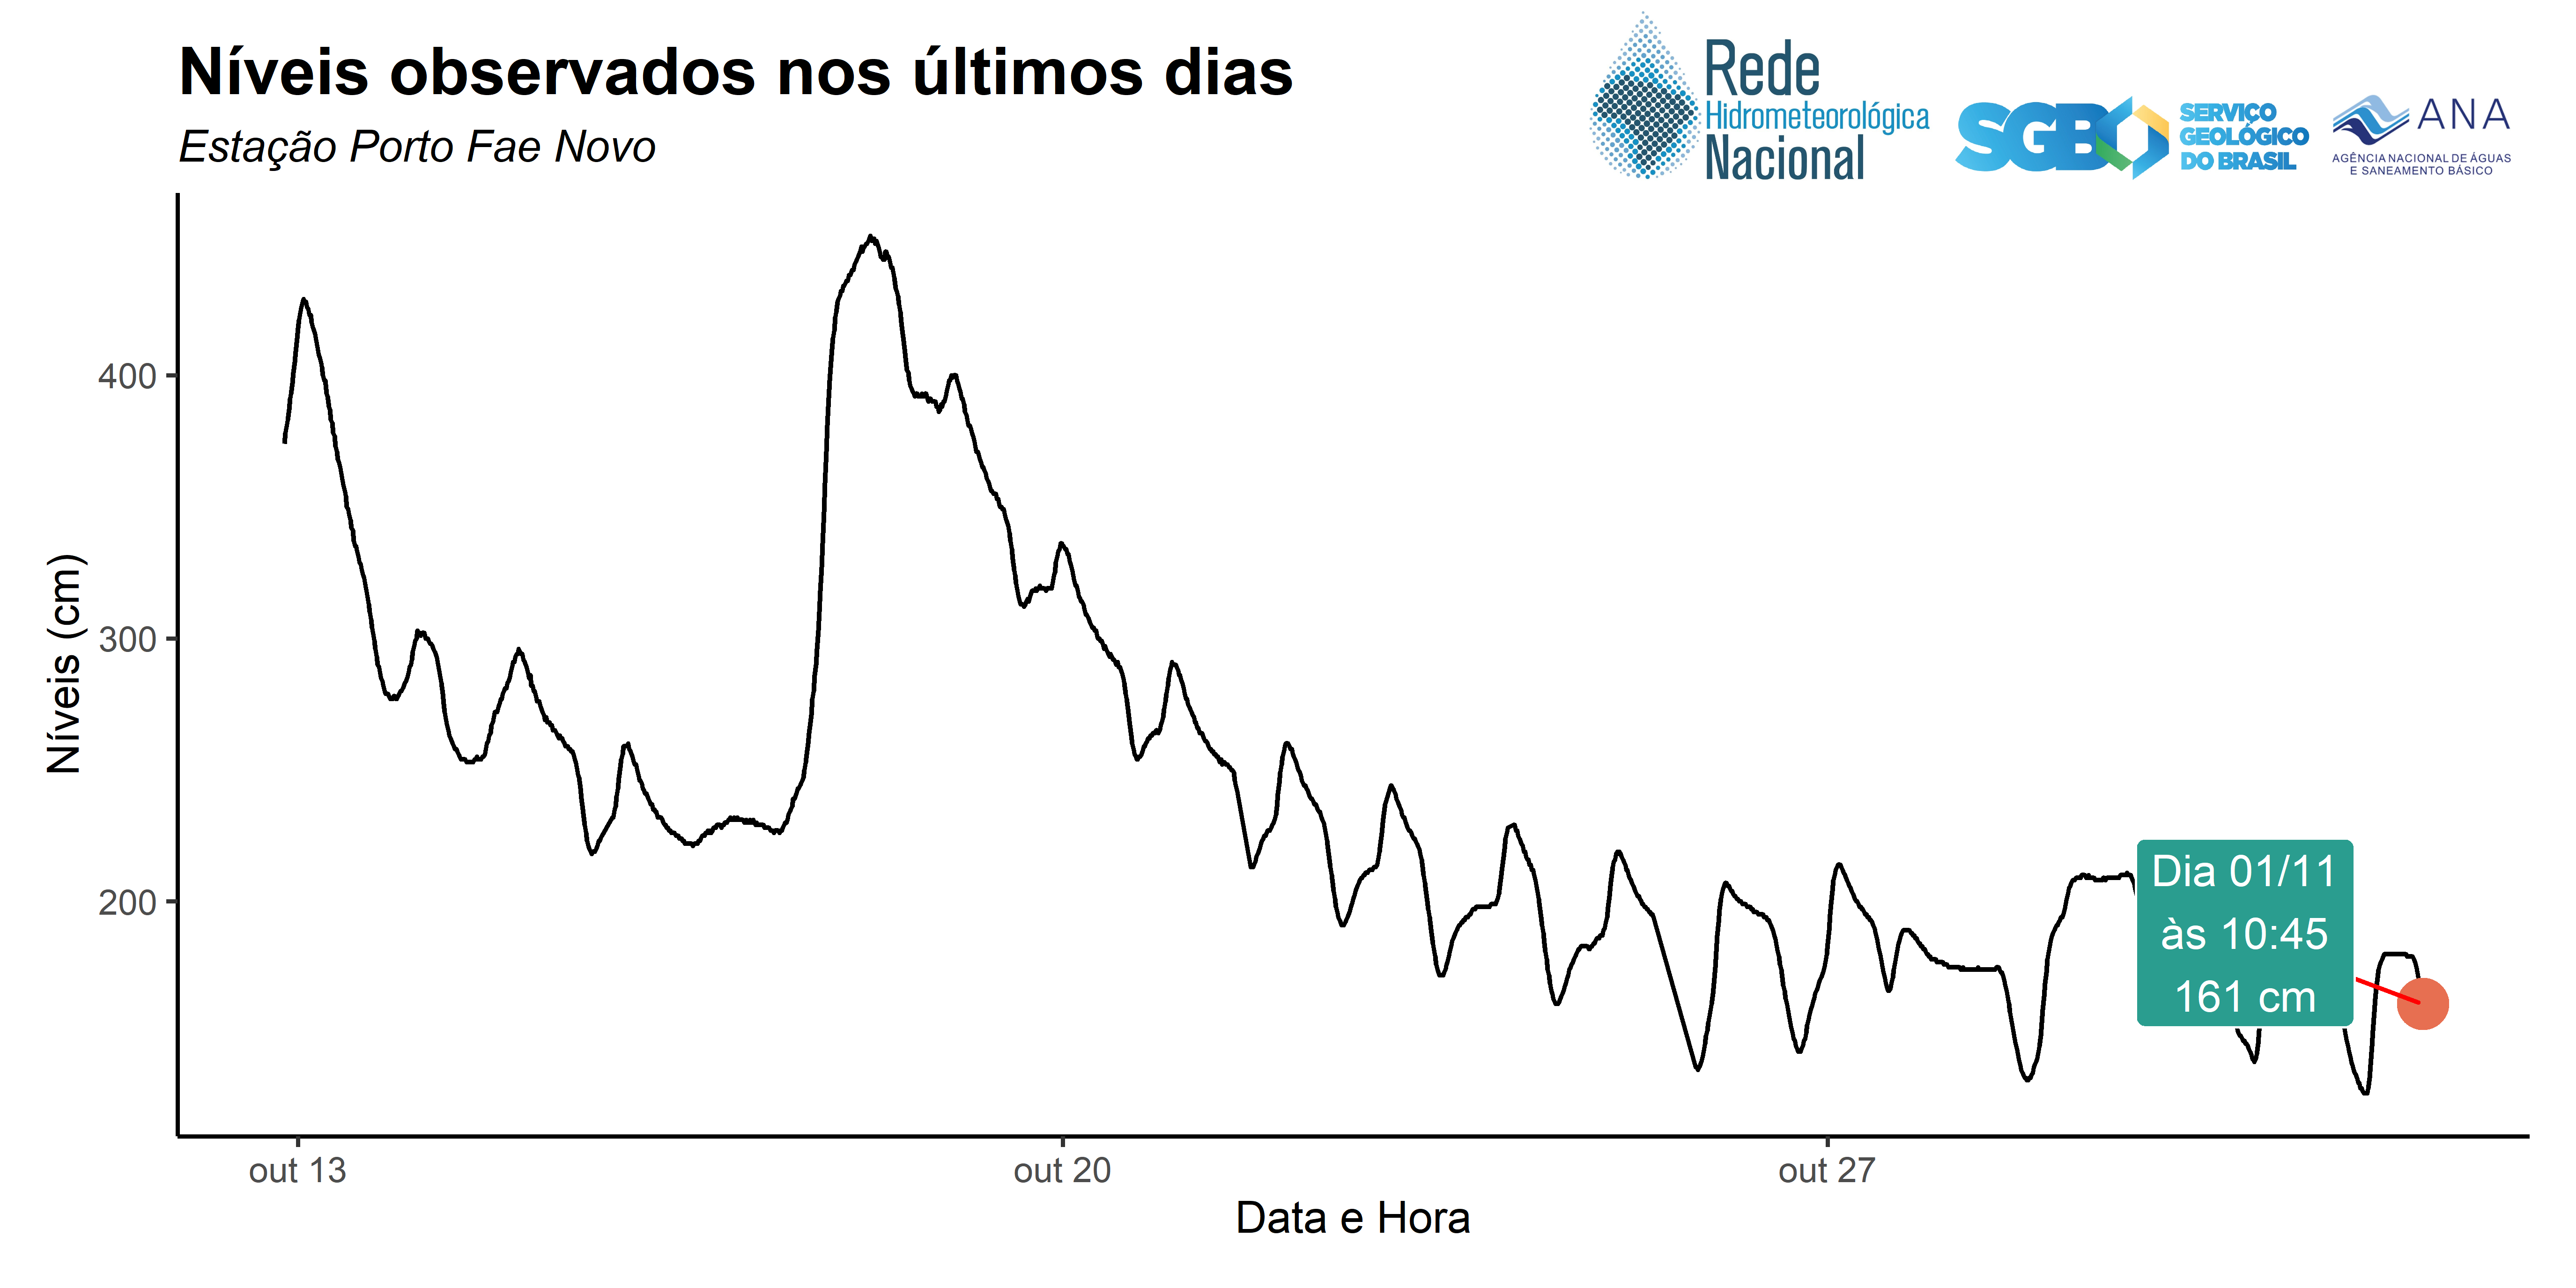 Níveis observados nos últimos dias
Estação Porto Fae Novo
Rede
Hidrometeorológica
Nacional
SGB
SERVIÇO
GEOLÓGICO
DO BRASIL
ANA
AGÊNCIA NACIONAL DE ÁGUAS
E SANEAMENTO BÁSICO
Níveis (cm)
400
300
200
Dia 01/11
às 10:45
161 cm
out 13
out 20
out 27
Data e Hora